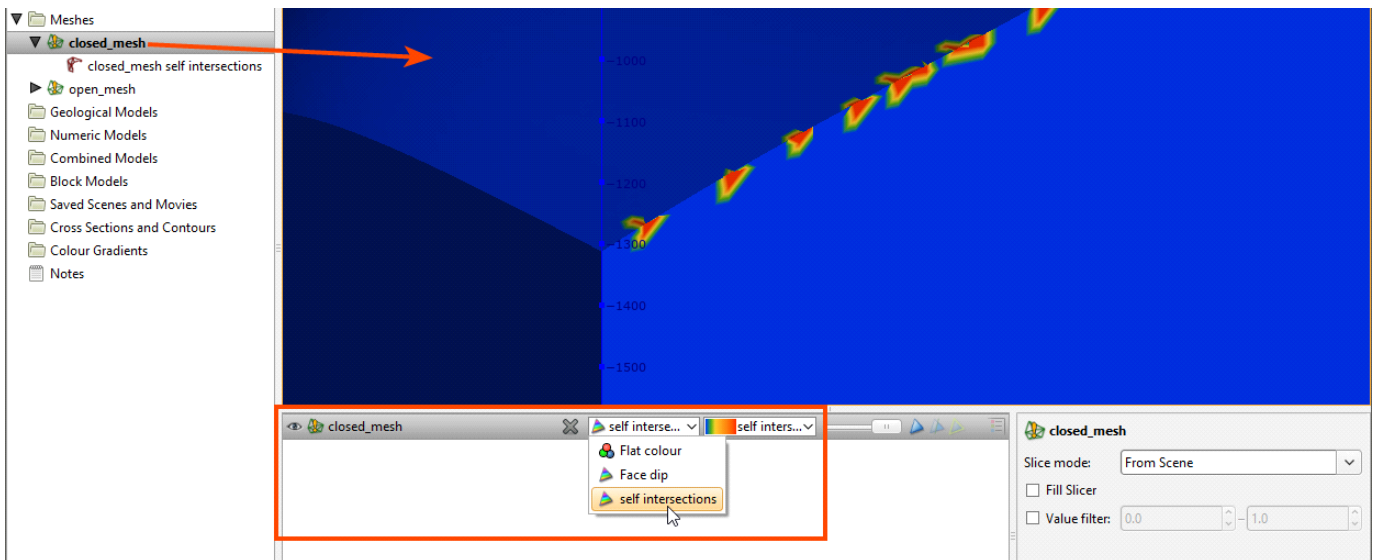 Meshes
closed_mesh
closed_mesh self intersections
open_mesh
Geological Models
Numeric Models
Combined Models
Block Models
Saved Scenes and Movies
Cross Sections and Contours
Colour Gradients
Notes
-1000
-1100
-1200
-1300
-1400
-1500
closed_mesh self interse... self inters...
Flat colour
Face dip
self intersections
closed_mesh
Slice mode: From Scene
Fill Slicer
Value filter: 0.0 – 1.0